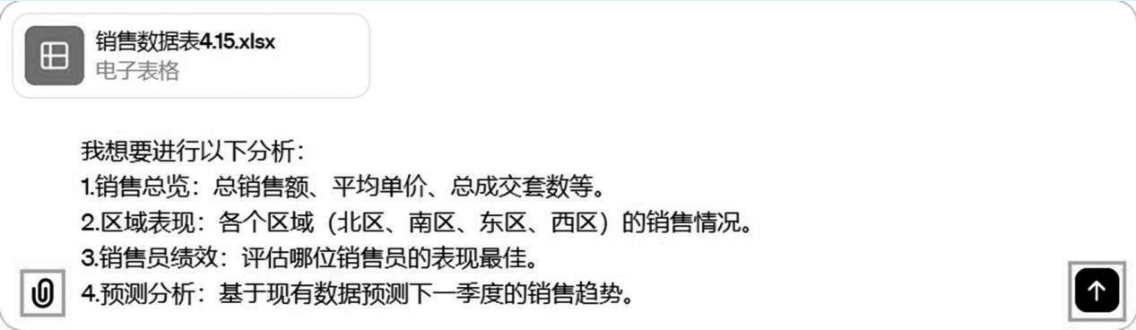 销售数据表4.15.xlsx
电子表格
我想要进行以下分析：
1.销售总览：总销售额、平均单价、总成交套数等。
2.区域表现：各个区域（北区、南区、东区、西区）的销售情况。
3.销售员绩效：评估哪位销售员的表现最佳。
4.预测分析：基于现有数据预测下一季度的销售趋势。